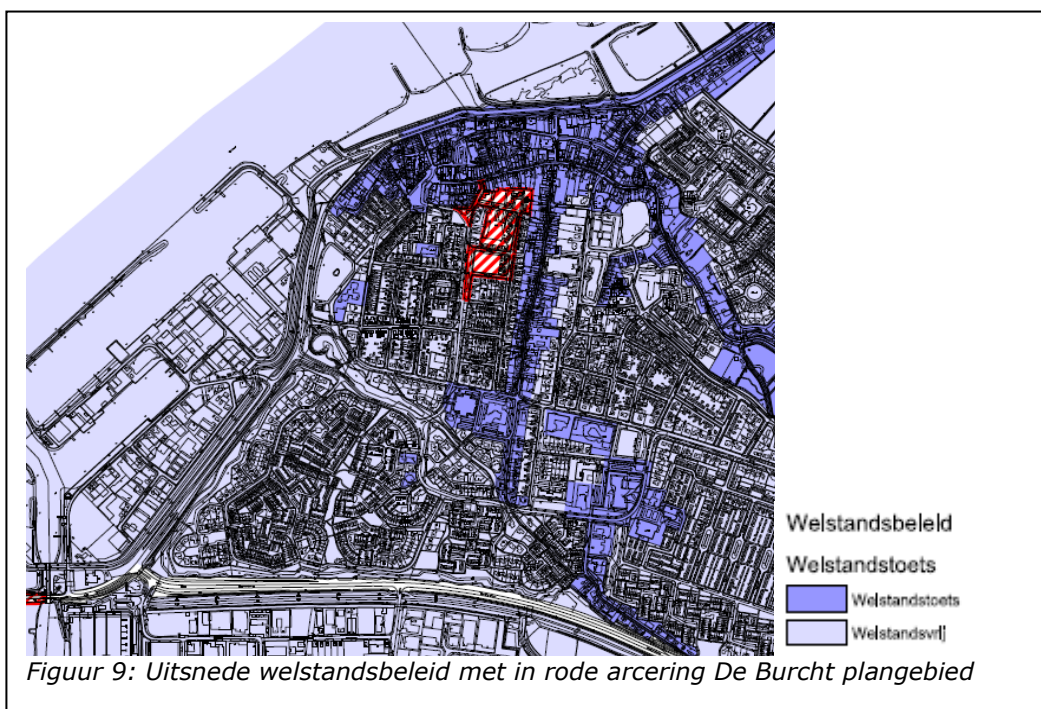 Welstandsbeleid
Welstandstoets
Welstandstoets
Welstandsvrij
Figuur 9: Uitsnede welstandsbeleid met in rode arcering De Burcht plangebied